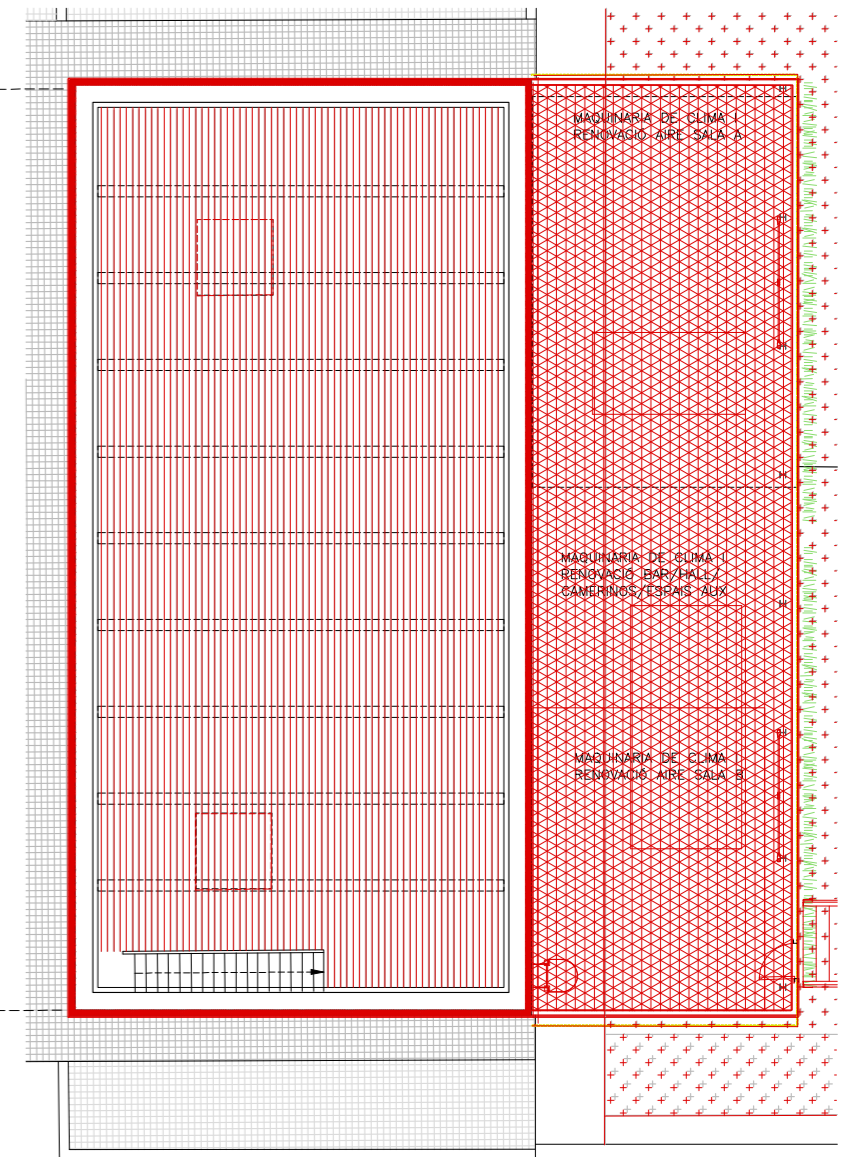 MAQUINARIA DE CLIMA I
RENOVACIÓ AIRE SALA A
MAQUINARIA DE CLIMA I
RENOVACIÓ BAR/HALL/
CAMERINOS/ESPAIS AUX
MAQUINARIA DE CLIMA I
RENOVACIÓ AIRE SALA B